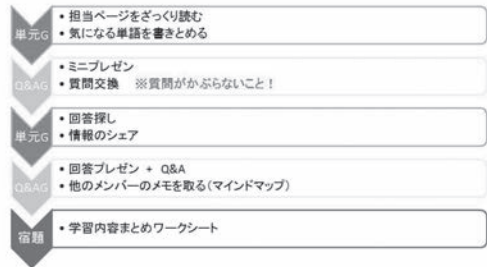 単元G
• 担当ページをざっくり読む
• 気になる単語を書きとめる
Q&AG
• ミニプレゼン
• 質問交換　※質問がかぶらないこと！
単元G
• 回答探し
• 情報のシェア
Q&AG
• 回答プレゼン + Q&A
• 他のメンバーのメモを取る(マインドマップ)
宿題
• 学習内容まとめワークシート